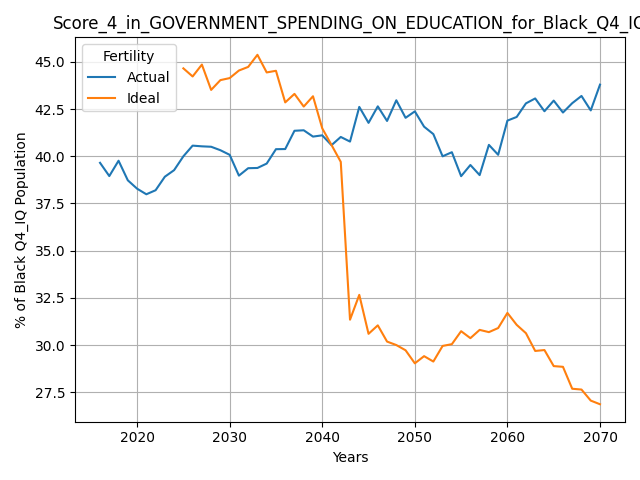 Score_4_in_GOVERNMENT_SPENDING_ON_EDUCATION_for_Black_Q4_IQ
Fertility
Actual
Ideal
45.0
42.5
40.0
37.5
35.0
32.5
30.0
27.5
% of Black Q4_IQ Population
2020 2030 2040 2050 2060 2070
Years